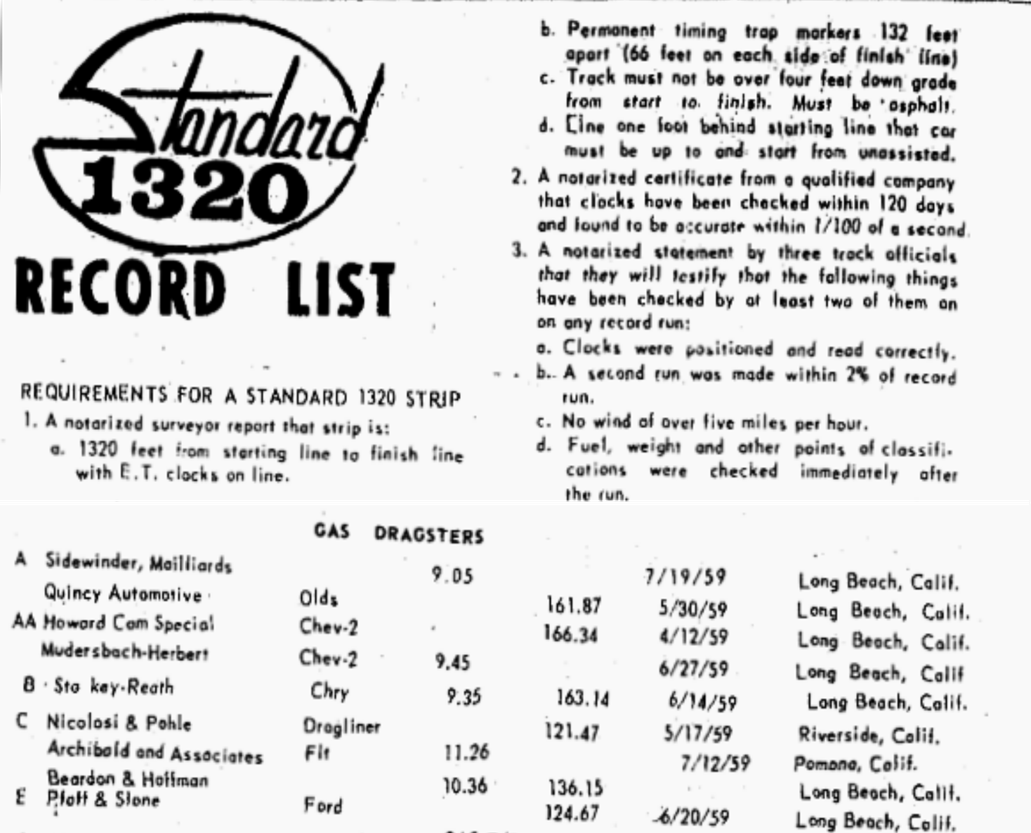 Standard
1320
RECORD LIST
REQUIREMENTS FOR A STANDARD 1320 STRIP
1. A notarized surveyor report that strip is:
a. 1320 feet from starting line to finish line
with E.T. clocks on line.
b. Permanent timing trap markers 132 feet
apart (66 feet on each side of finish line)
c. Track must not be over four feet down grade
from start to finish. Must be asphalt.
d. Line one foot behind starting line that car
must be up to and start from unassisted.
2. A notarized certificate from a qualified company
that clocks have been checked within 120 days
and found to be accurate within 1/100 of a second.
3. A notarized statement by three track officials
that they will testify that the following things
have been checked by at least two of them on
on any record run:
a. Clocks were positioned and read correctly.
b. A second run was made within 2% of record
run.
c. No wind of over five miles per hour.
d. Fuel, weight and other points of classifi-
cations were checked immediately after
the run.
GAS DRAGSTERS
A Sidewinder, Mailliards 9.05 7/19/59 Long Beach, Calif.
Quincy Automotive Olds 161.87 5/30/59 Long Beach, Calif.
AA Howard Cam Special Chev-2 166.34 4/12/59 Long Beach, Calif.
Mudersbach-Herbert Chev-2 9.45 6/27/59 Long Beach, Calif
B Sta key-Reath Chry 9.35 163.14 6/14/59 Long Beach, Calif.
C Nicolosi & Pohle Dragliner 121.47 5/17/59 Riverside, Calif.
Archibald and Associates Fit 11.26 7/12/59 Pomona, Calif.
Beardon & Hoffman 10.36 136.15 Long Beach, Calif.
E Pfaff & Slone Ford 124.67 6/20/59 Long Beach, Calif.